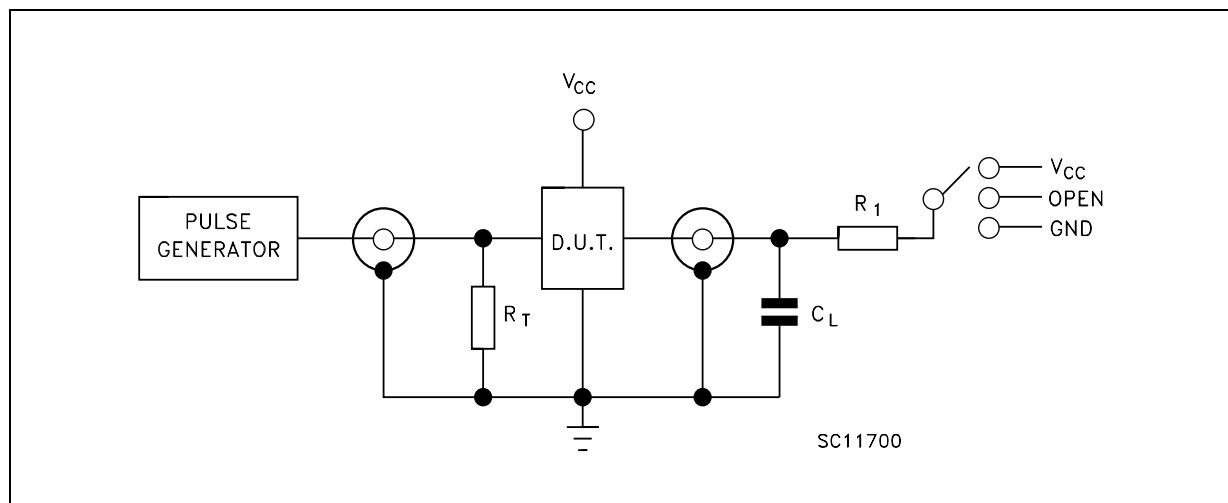 VCC
PULSE
GENERATOR
RT
D.U.T.
CL
R1
VCC
OPEN
GND
SC11700